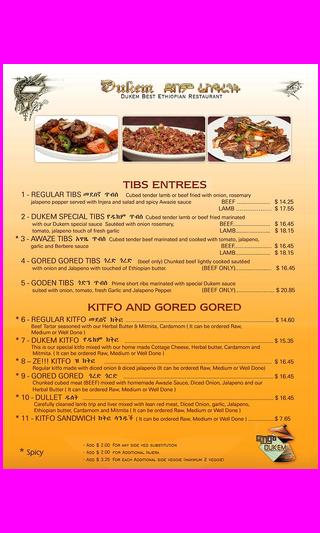 Dukem ዱከም ሬስቶራንት
DUKEM BEST ETHIOPIAN RESTAURANT
TIBS ENTREES
1 - REGULAR TIBS መደበኛ ጥብስ Cubed tender lamb or beef fried with onion, rosemary
jalapeno pepper served with Injera and salad and spicy Awazie sauce BEEF $ 14.25
LAMB $ 17.55
2 - DUKEM SPECIAL TIBS የዱከም ጥብስ Cubed tender lamb or beef fried marinated
with our Dukem special sauce Sautéed with onion rosemary, BEEF $ 16.45
tomato, jalapeno touch of fresh garlic LAMB $ 18.15
* 3 - AWAZE TIBS አዋዜ ጥብስ Cubed tender beef marinated and cooked with tomato, jalapeno,
garlic and Berbere sauce BEEF $ 16.45
LAMB $ 18.15
4 - GORED GORED TIBS ጎረድ ጎረድ (beef only) Chunked beef lightly cooked sautéed
with onion and Jalapeno with touched of Ethiopian butter. (BEEF ONLY) $ 16.45
5 - GODEN TIBS ጎድን ጥብስ Prime short ribs marinated with special Dukem sauce
suited with onion, tomato, fresh Garlic and Jalapeno Pepper. (BEEF ONLY) $ 20.85
KITFO AND GORED GORED
* 6 - REGULAR KITFO መደበኛ ክትፎ $ 14.60
Beef Tartar seasoned with our Herbal Butter & Mitmita, Cardamom ( It can be ordered Raw,
Medium or Well Done )
* 7 - DUKEM KITFO የዱከም ክትፎ $ 15.35
This is our special kitfo mixed with our home made Cottage Cheese, Herbal butter, Cardamom and
Mitmita. ( It can be ordered Raw, Medium or Well Done )
* 8 - ZE!!! KITFO ዤ ክትፎ $ 16.45
Regular kitfo made with diced onion & diced jalapeno (It can be ordered Raw, Medium or Well Done)
* 9 - GORED GORED ጎረድ ጎረድ $ 16.45
Chunked cubed meat (BEEF) mixed with homemade Awazie Sauce, Diced Onion, Jalapeno and our
Herbal Butter ( It can be ordered Raw, Medium or Well Done )
* 10 - DULLET ዱለት $ 16.45
Carefully cleaned lamb trip and liver mixed with lean red meat, Diced Onion, garlic, Jalapeno,
Ethiopian butter, Cardamom and Mitmita ( It can be ordered Raw, Medium or Well Done )
* 11 - KITFO SANDWICH ክትፎ ሳንዱች ( It can be ordered Raw, Medium or Well Done ) $ 7.65
* Spicy
- ADD $ 2.00 FOR ANY SIDE VEG SUBSTITUTION
- ADD $ 2.00 FOR ADDITIONAL INJERA
- ADD $ 3.25 FOR EACH ADDITIONAL SIDE VEGGIE (MAXIMUM 2 VEGGIE)
ዱከም
DUKEM